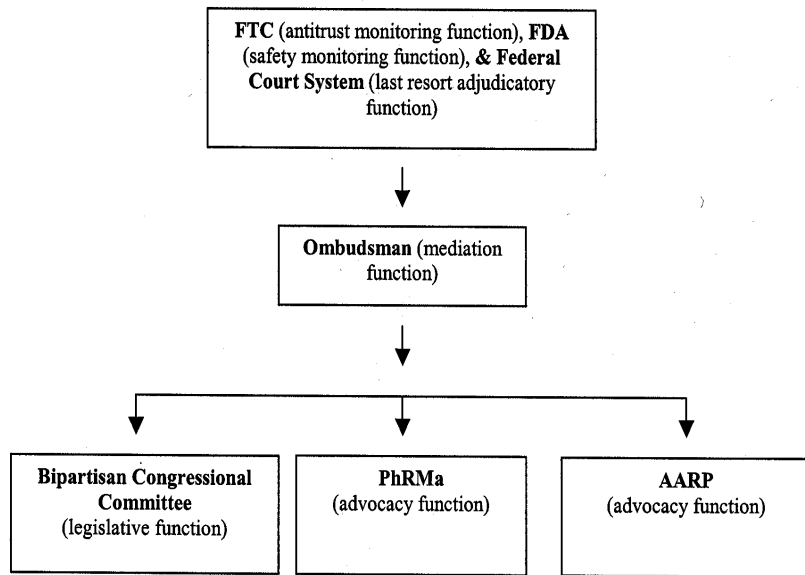 FTC (antitrust monitoring function), FDA
(safety monitoring function), & Federal
Court System (last resort adjudicatory
function)
Ombudsman (mediation
function)
Bipartisan Congressional
Committee
(legislative function)
PhRMa
(advocacy function)
AARP
(advocacy function)